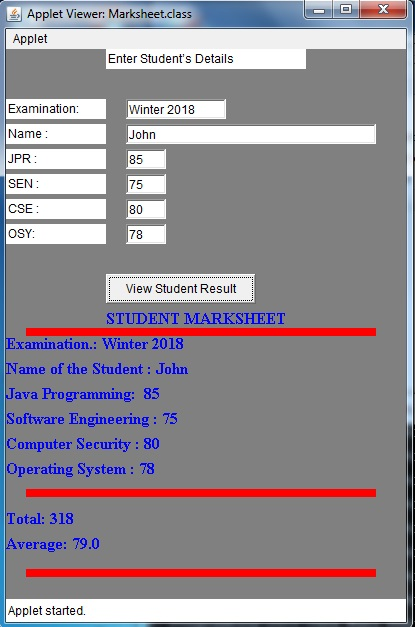 Applet Viewer: Marksheet.class
Applet
Enter Student's Details
Examination: Winter 2018
Name : John
JPR : 85
SEN : 75
CSE : 80
OSY: 78
View Student Result
STUDENT MARKSHEET
Examination.: Winter 2018
Name of the Student : John
Java Programming: 85
Software Engineering : 75
Computer Security : 80
Operating System : 78
Total: 318
Average: 79.0
Applet started.